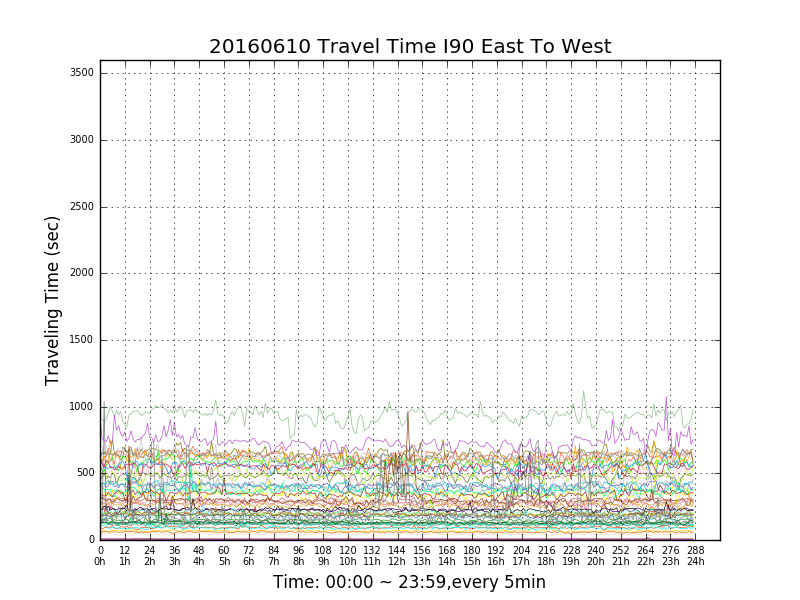 20160610 Travel Time I90 East To West
Traveling Time (sec)
3500
3000
2500
2000
1500
1000
500
0
0 12 24 36 48 60 72 84 96 108 120 132 144 156 168 180 192 204 216 228 240 252 264 276 288
0h 1h 2h 3h 4h 5h 6h 7h 8h 9h 10h 11h 12h 13h 14h 15h 16h 17h 18h 19h 20h 21h 22h 23h 24h
Time: 00:00 ~ 23:59,every 5min